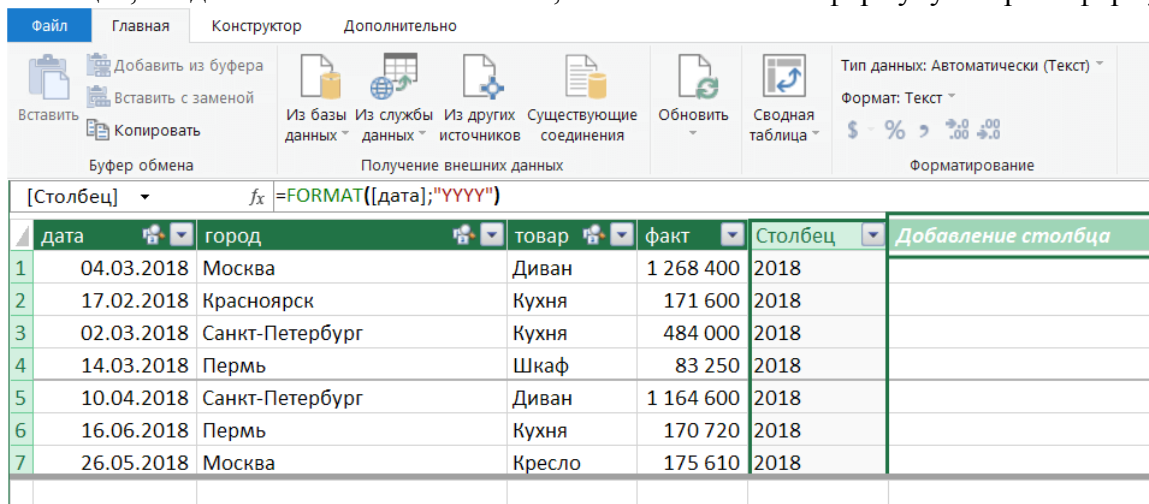 Файл Главная Конструктор Дополнительно
Вставить
Добавить из буфера
Вставить с заменой
Копировать
Буфер обмена
Из базы данных
Из службы данных
Из других источников
Существующие соединения
Получение внешних данных
Обновить
Сводная таблица
Тип данных: Автоматически (Текст)
Формат: Текст
$ % , .0 .00 .00 .0
Форматирование
[Столбец] fx =FORMAT([дата];"YYYY")
дата город товар факт Столбец Добавление столбца
1 04.03.2018 Москва Диван 1 268 400 2018
2 17.02.2018 Красноярск Кухня 171 600 2018
3 02.03.2018 Санкт-Петербург Кухня 484 000 2018
4 14.03.2018 Пермь Шкаф 83 250 2018
5 10.04.2018 Санкт-Петербург Диван 1 164 600 2018
6 16.06.2018 Пермь Кухня 170 720 2018
7 26.05.2018 Москва Кресло 175 610 2018